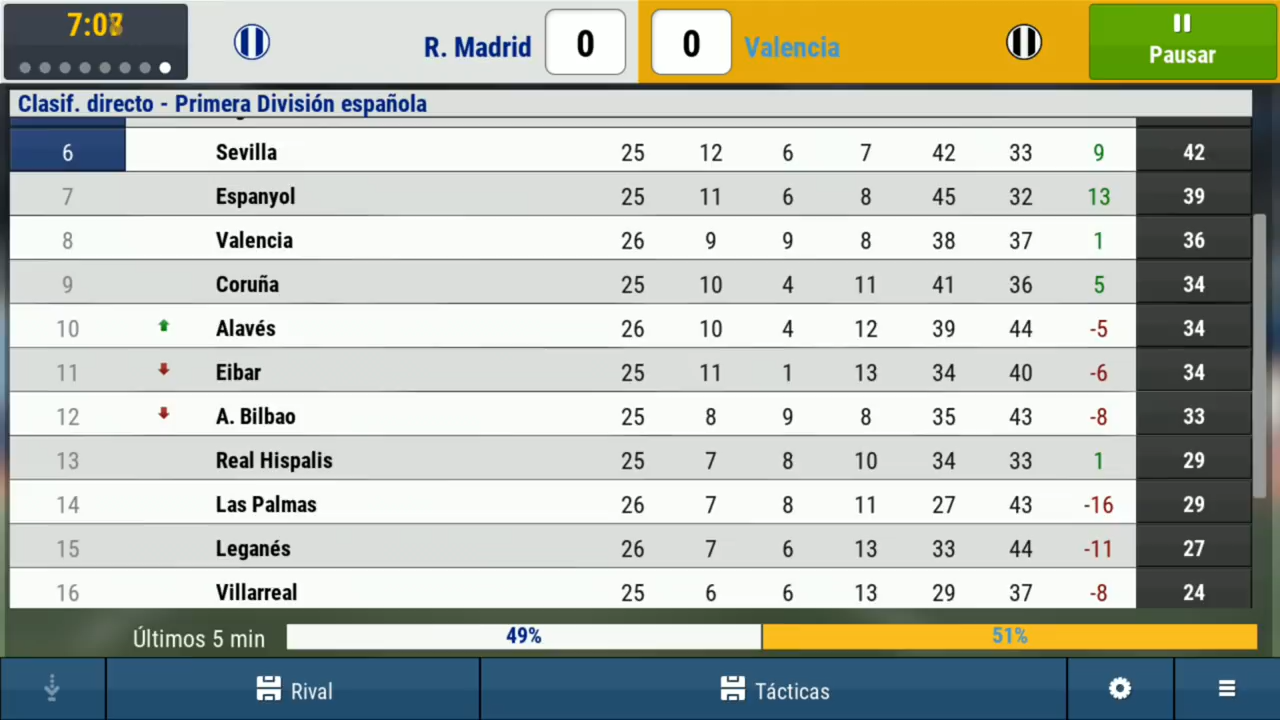 7:0
R. Madrid 0 0 Valencia Pausar
Clasif. directo - Primera División española
6 Sevilla 25 12 6 7 42 33 9 42
7 Espanyol 25 11 6 8 45 32 13 39
8 Valencia 26 9 9 8 38 37 1 36
9 Coruña 25 10 4 11 41 36 5 34
10 Alavés 26 10 4 12 39 44 -5 34
11 Eibar 25 11 1 13 34 40 -6 34
12 A. Bilbao 25 8 9 8 35 43 -8 33
13 Real Hispalis 25 7 8 10 34 33 1 29
14 Las Palmas 26 7 8 11 27 43 -16 29
15 Leganés 26 7 6 13 33 44 -11 27
16 Villarreal 25 6 6 13 29 37 -8 24
Últimos 5 min 49% 51%
Rival Tácticas